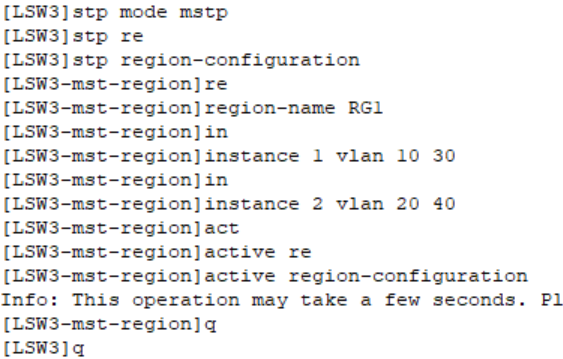 [LSW3]stp mode mstp
[LSW3]stp re
[LSW3]stp region-configuration
[LSW3-mst-region]re
[LSW3-mst-region]region-name RG1
[LSW3-mst-region]in
[LSW3-mst-region]instance 1 vlan 10 30
[LSW3-mst-region]in
[LSW3-mst-region]instance 2 vlan 20 40
[LSW3-mst-region]act
[LSW3-mst-region]active re
[LSW3-mst-region]active region-configuration
Info: This operation may take a few seconds. Pl
[LSW3-mst-region]q
[LSW3]q